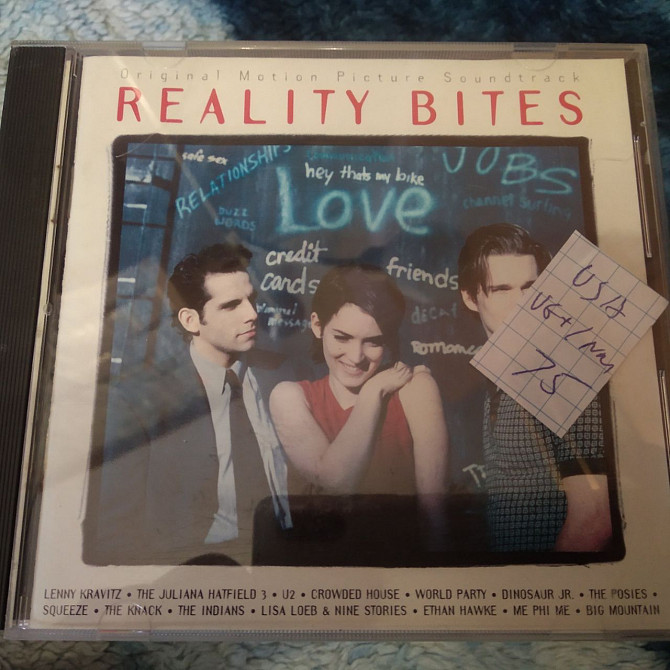 Original Motion Picture Soundtrack
REALITY BITES
safe sex
RELATIONSHIPS
JOBS
hey thats my bike
Love
channel surfing
BUZZ
WORDS
credit
cards
friends
decaf
romance
USA
VG+/NM
75
LENNY KRAVITZ • THE JULIANA HATFIELD 3 • U2 • CROWDED HOUSE • WORLD PARTY • DINOSAUR JR. • THE POSIES •
SQUEEZE • THE KNACK • THE INDIANS • LISA LOEB & NINE STORIES • ETHAN HAWKE • ME PHI ME • BIG MOUNTAIN